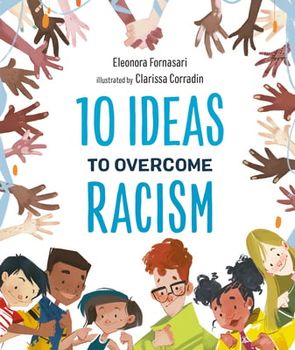 Eleonora Fornasari
illustrated by Clarissa Corradin
10 IDEAS
TO OVERCOME
RACISM